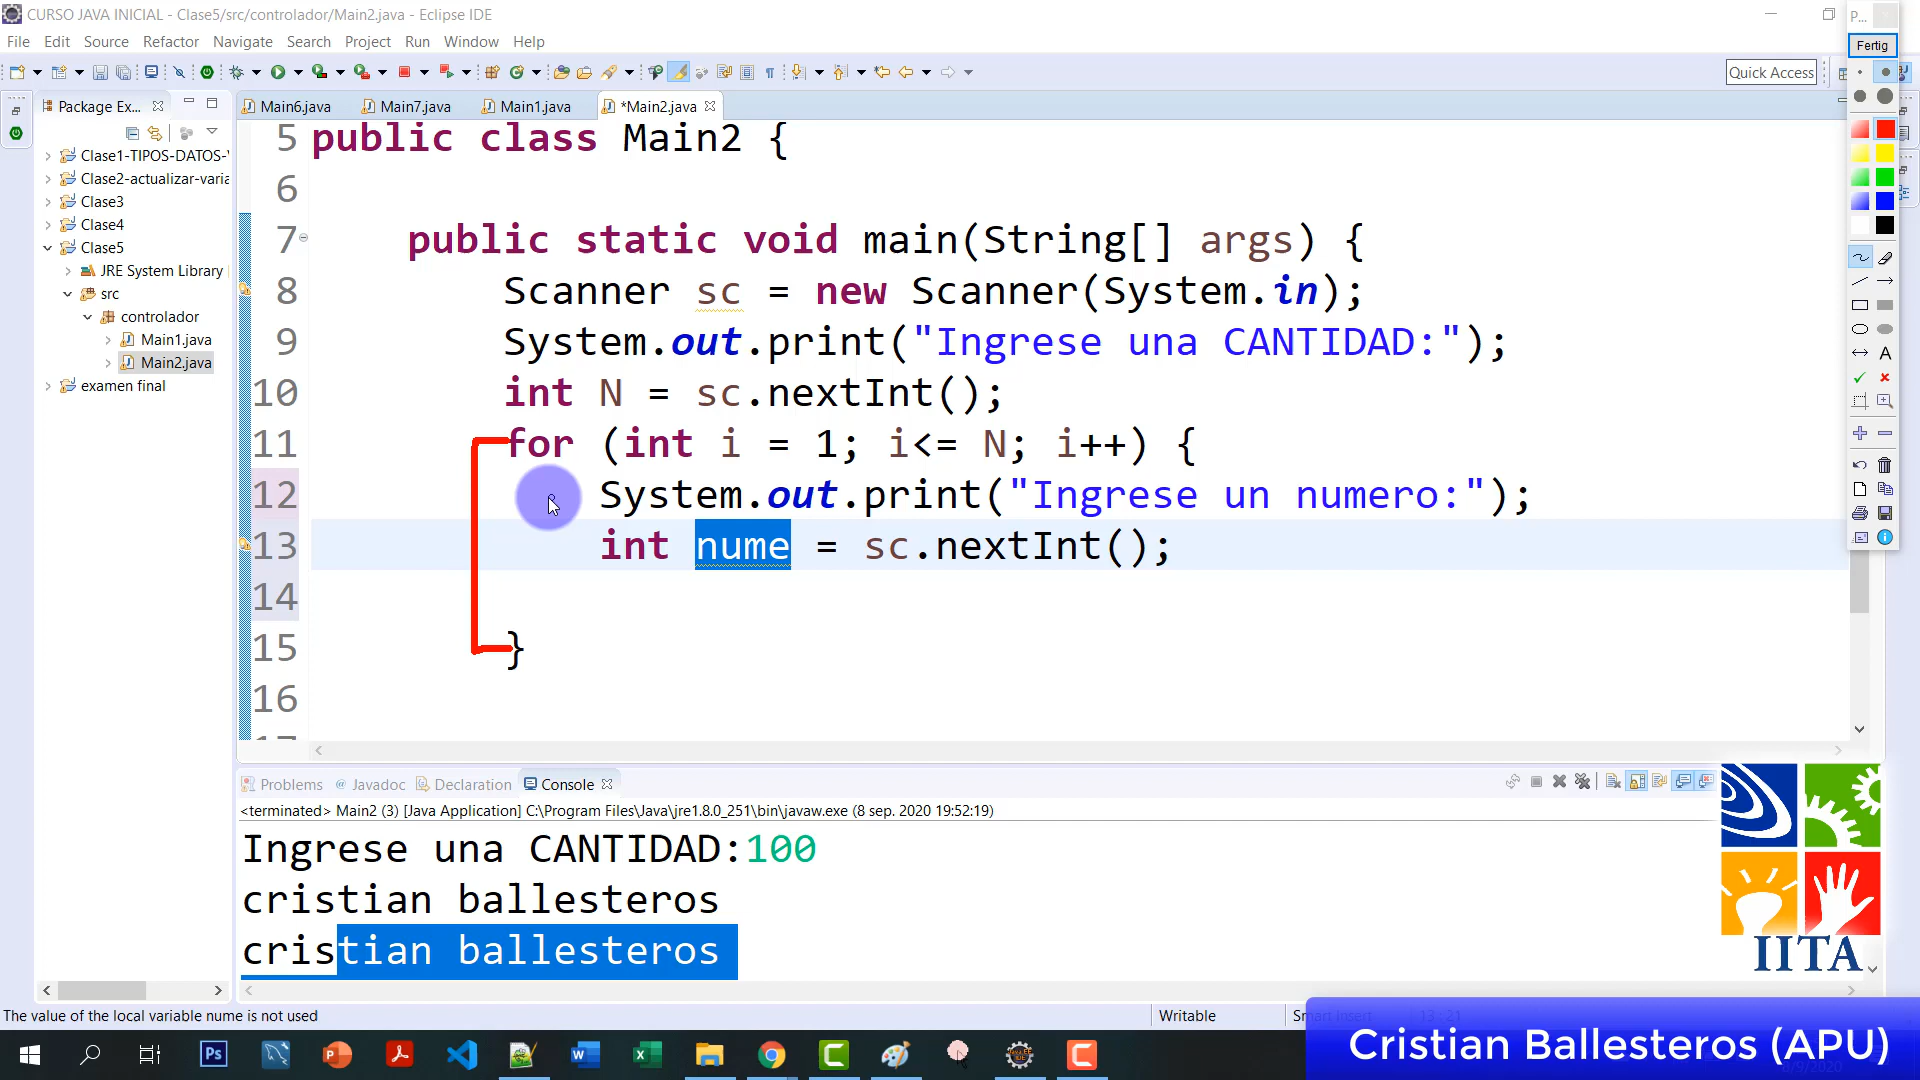 CURSO JAVA INICIAL - Clase5/src/controlador/Main2.java - Eclipse IDE
P...
File Edit Source Refactor Navigate Search Project Run Window Help
Fertig
Quick Access
Package Ex...
Main6.java
Main7.java
Main1.java
*Main2.java
Clase1-TIPOS-DATOS-
Clase2-actualizar-varia
Clase3
Clase4
Clase5
JRE System Library
src
controlador
Main1.java
Main2.java
examen final
5 public class Main2 {
6
7 public static void main(String[] args) {
8 Scanner sc = new Scanner(System.in);
9 System.out.print("Ingrese una CANTIDAD:");
10 int N = sc.nextInt();
11 for (int i = 1; i<= N; i++) {
12 System.out.print("Ingrese un numero:");
13 int nume = sc.nextInt();
14
15 }
16
17
Problems @ Javadoc Declaration Console
<terminated> Main2 (3) [Java Application] C:\Program Files\Java\jre1.8.0_251\bin\javaw.exe (8 sep. 2020 19:52:19)
Ingrese una CANTIDAD:100
cristian ballesteros
cristian ballesteros
IITA
The value of the local variable nume is not used
Writable
Cristian Ballesteros (APU)